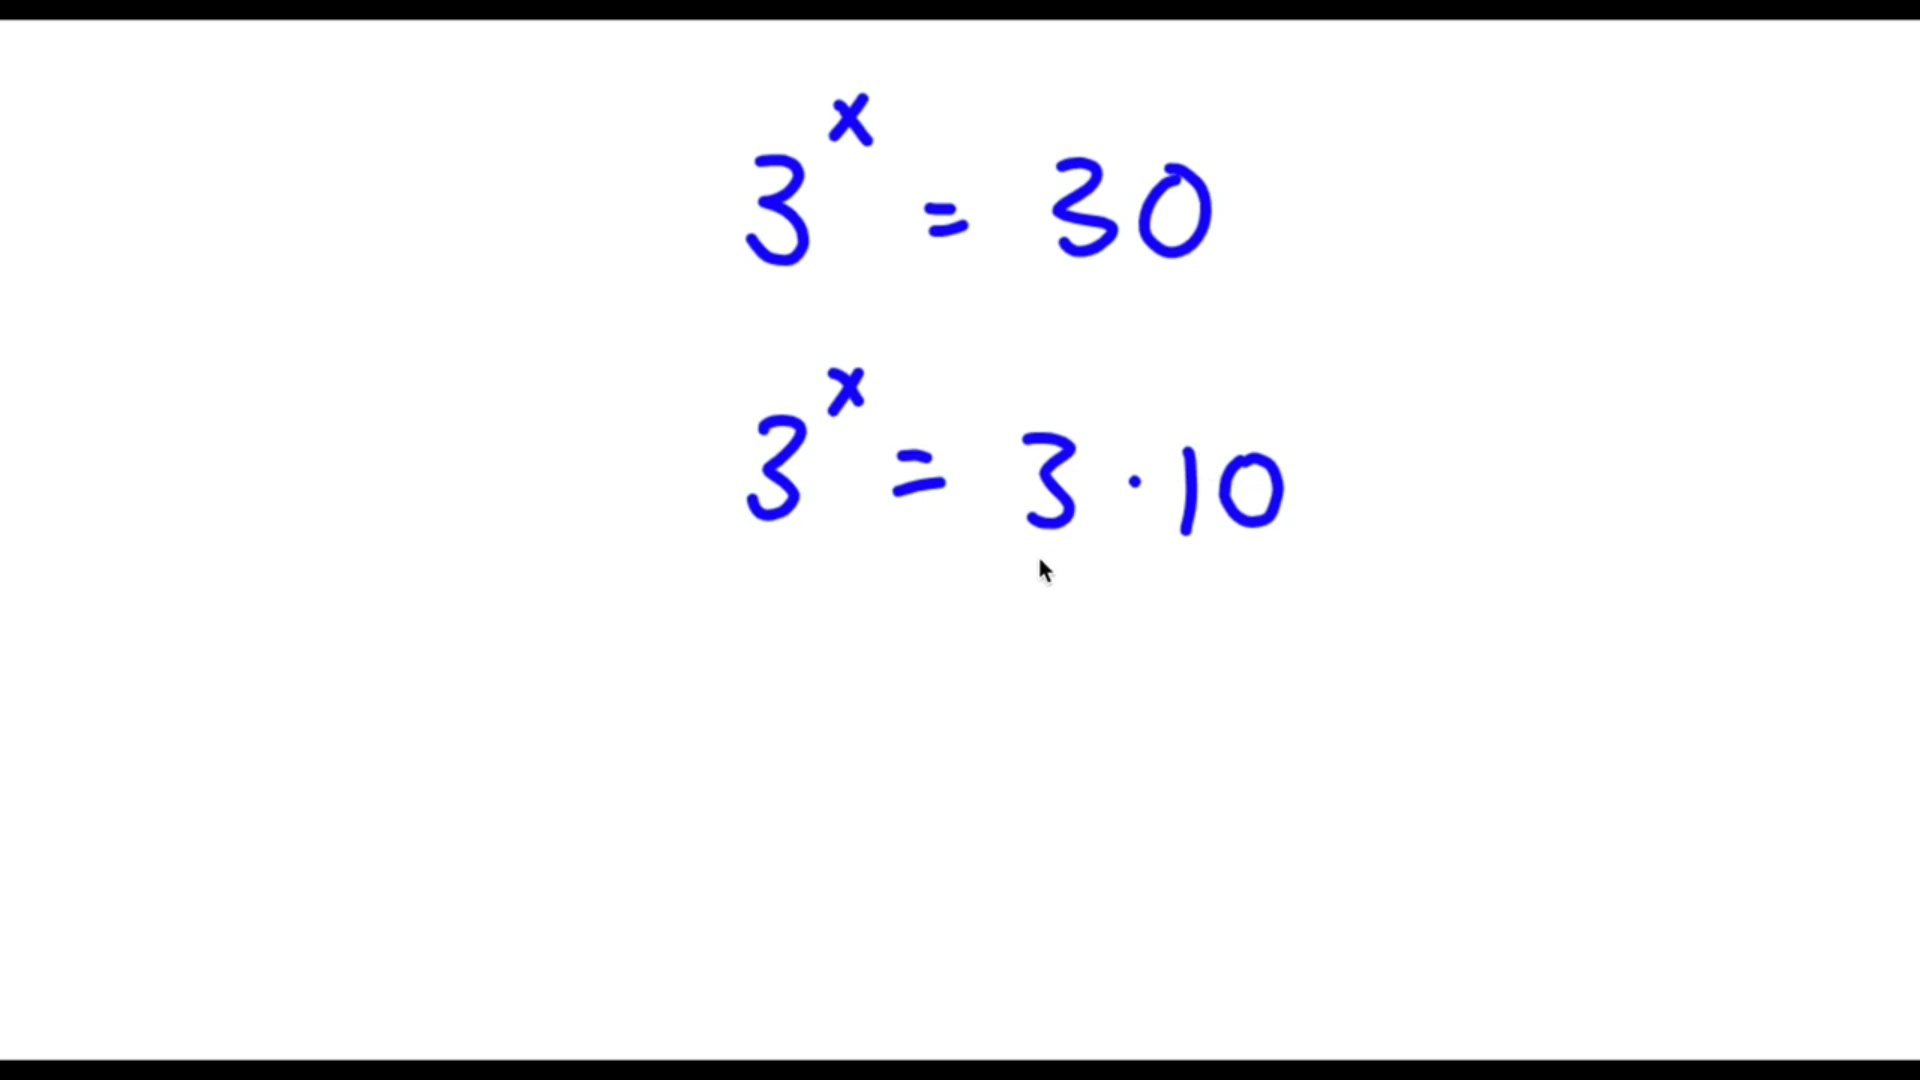 3^x = 30
3^x = 3 · 10